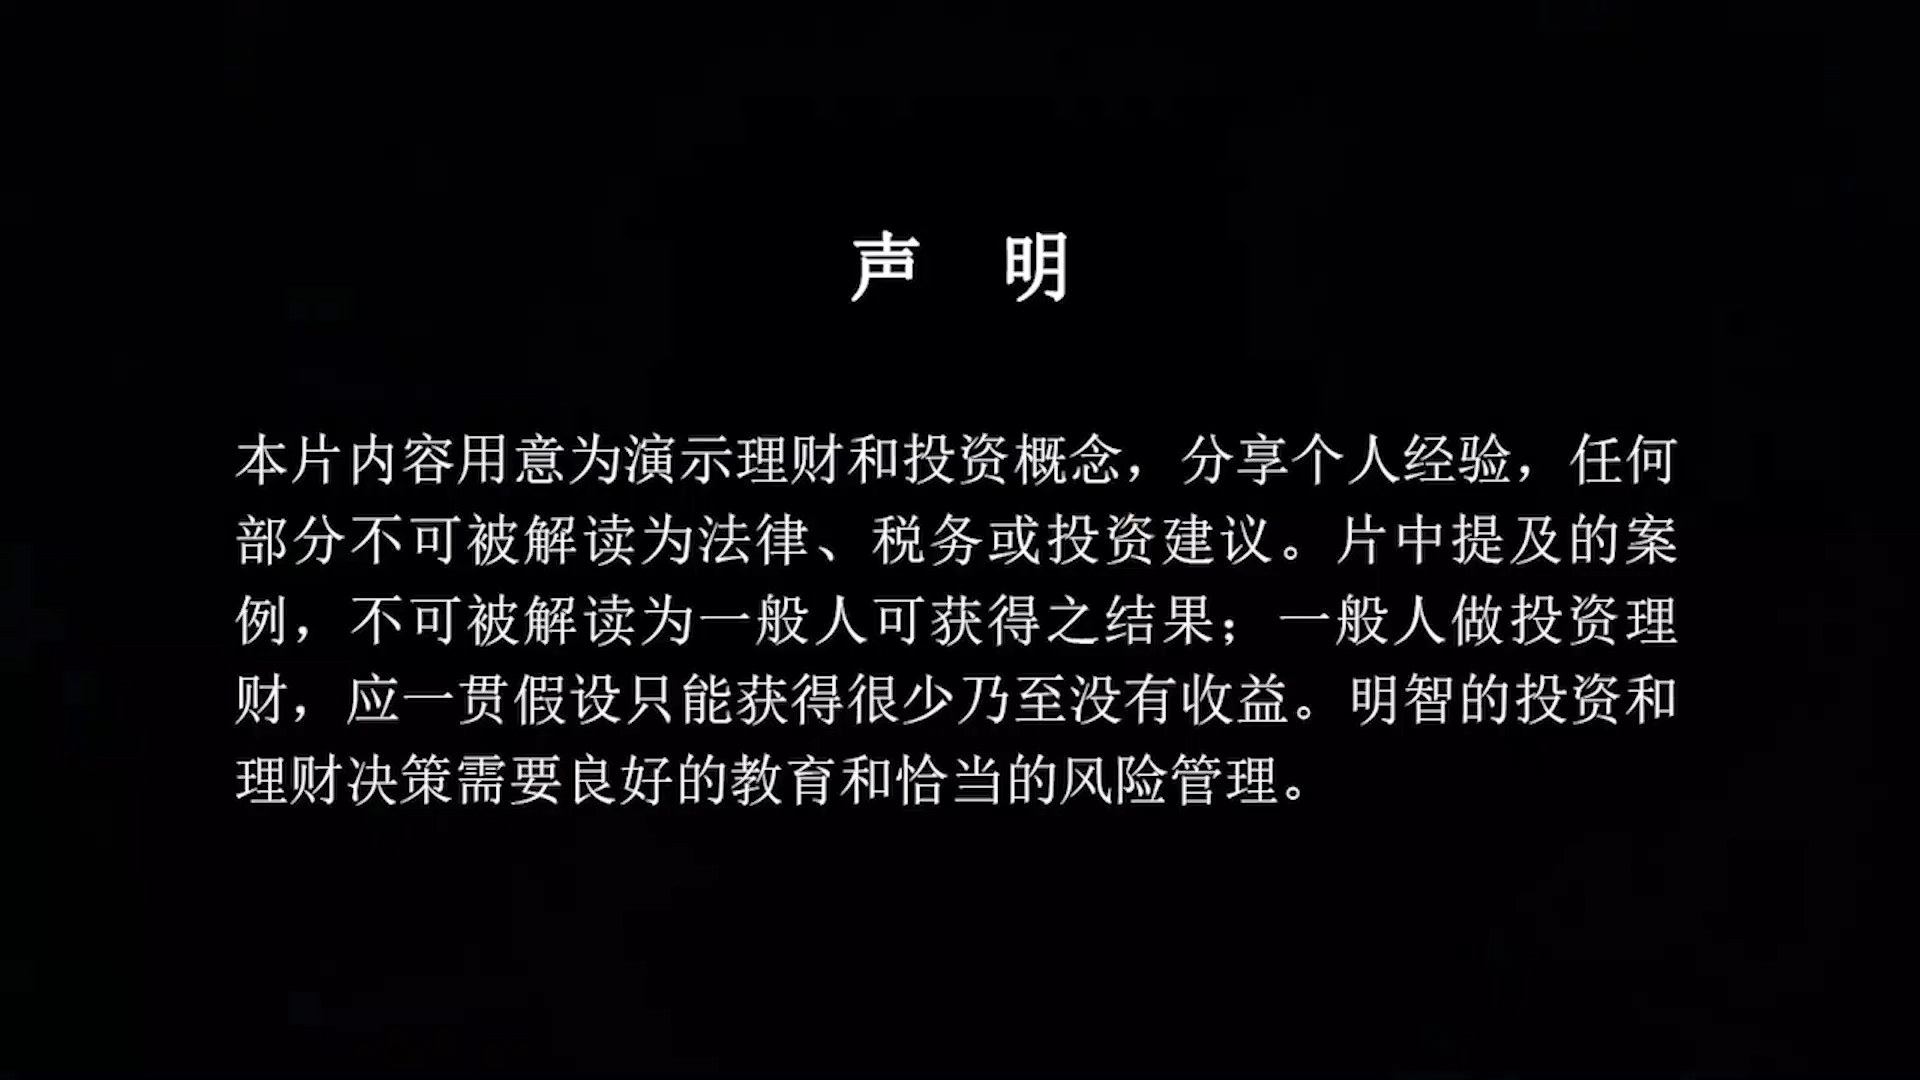 声 明
本片内容用意为演示理财和投资概念，分享个人经验，任何
部分不可被解读为法律、税务或投资建议。片中提及的案
例，不可被解读为一般人可获得之结果；一般人做投资理
财，应一贯假设只能获得很少乃至没有收益。明智的投资和
理财决策需要良好的教育和恰当的风险管理。